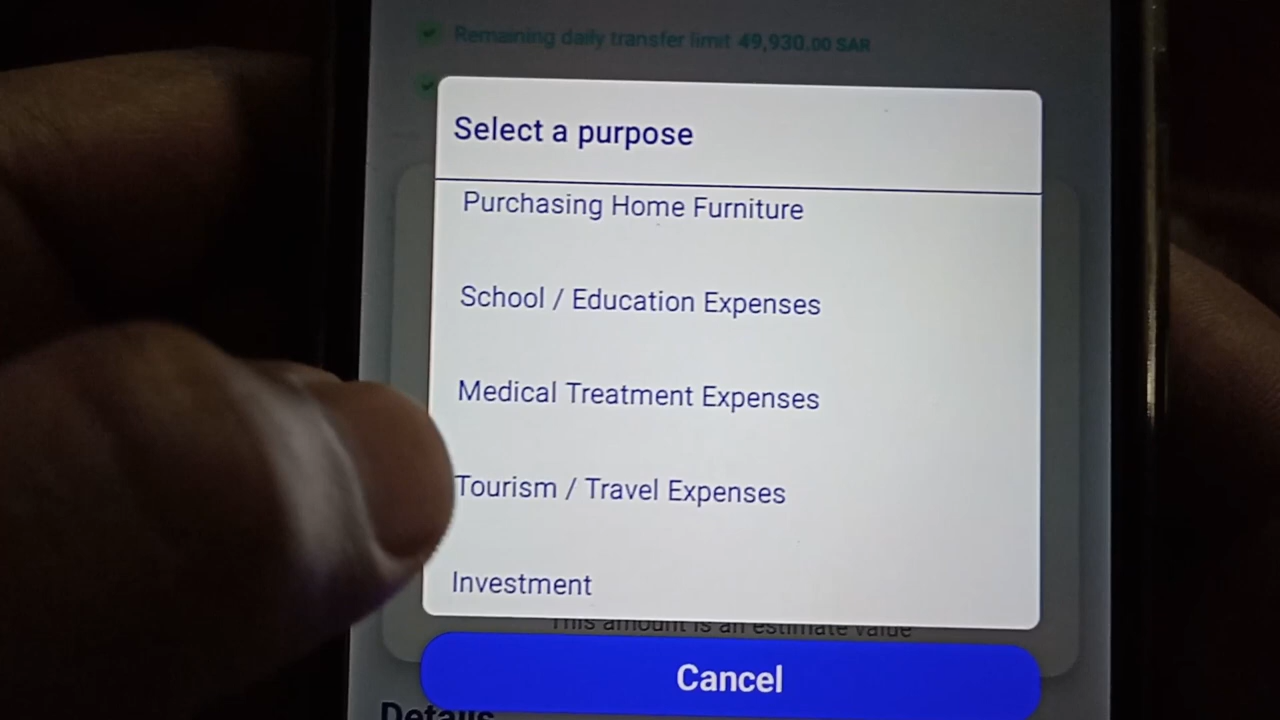 Remaining daily transfer limit 49,930.00 SAR
Select a purpose
Purchasing Home Furniture
School / Education Expenses
Medical Treatment Expenses
Tourism / Travel Expenses
Investment
This amount is an estimate value
Cancel
Details